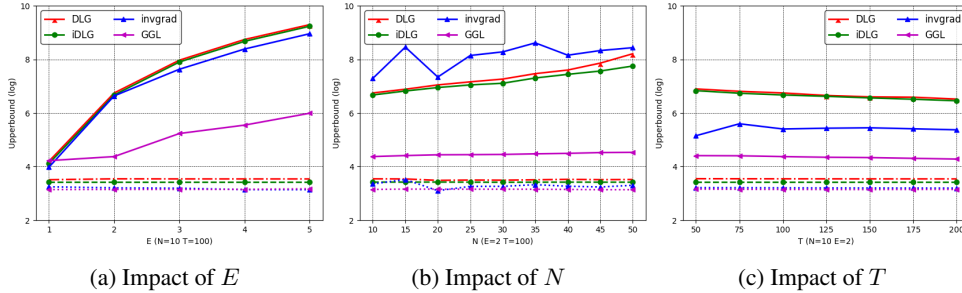 DLG
iDLG
invgrad
GGL
Upperbound (log)
10
8
6
4
2
1
2
3
4
5
E (N=10 T=100)
(a) Impact of E
DLG
iDLG
invgrad
GGL
Upperbound (log)
10
8
6
4
2
10
15
20
25
30
35
40
45
50
N (E=2 T=100)
(b) Impact of N
DLG
iDLG
invgrad
GGL
Upperbound (log)
10
8
6
4
2
50
75
100
125
150
175
200
T (N=10 E=2)
(c) Impact of T